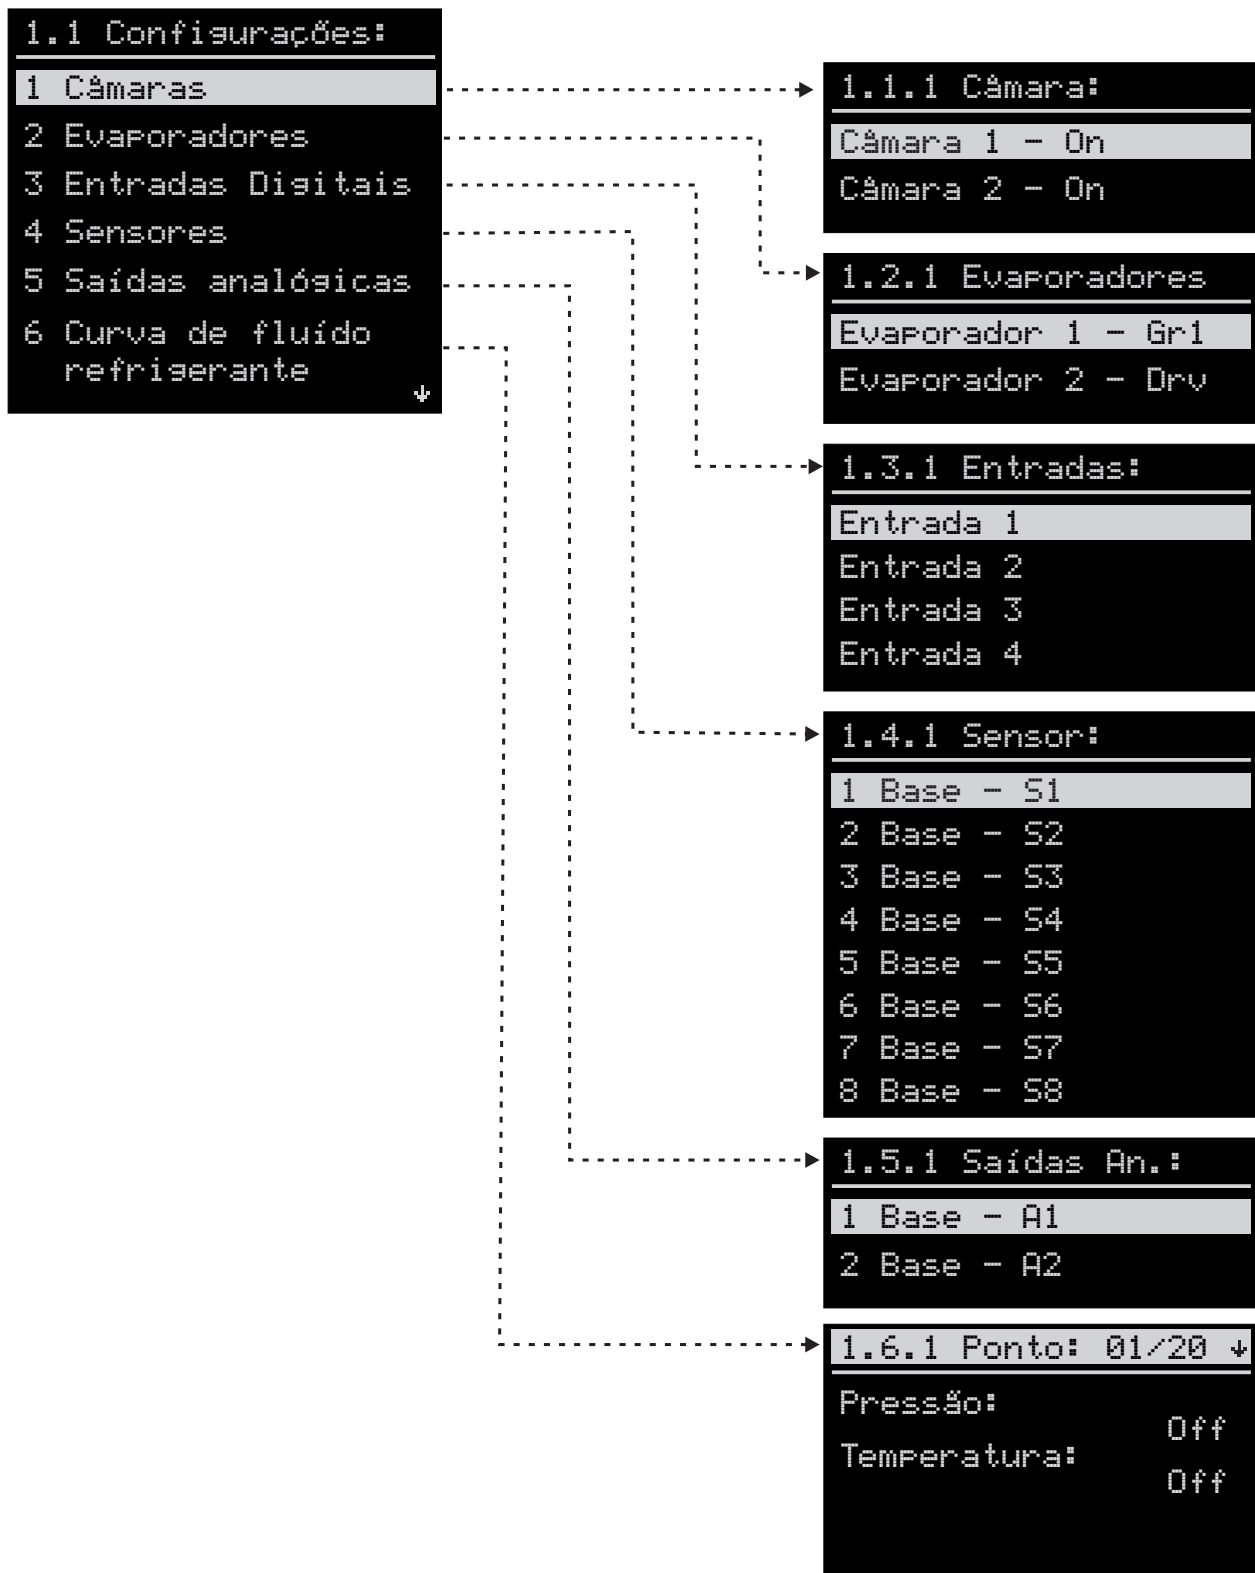 1.1 Configurações:
1 Câmaras
2 Evaporadores
3 Entradas Digitais
4 Sensores
5 Saídas analógicas
6 Curva de fluído
refrigerante
1.1.1 Câmara:
Câmara 1 - On
Câmara 2 - On
1.2.1 Evaporadores
Evaporador 1 - Gr1
Evaporador 2 - Drv
1.3.1 Entradas:
Entrada 1
Entrada 2
Entrada 3
Entrada 4
1.4.1 Sensor:
1 Base - S1
2 Base - S2
3 Base - S3
4 Base - S4
5 Base - S5
6 Base - S6
7 Base - S7
8 Base - S8
1.5.1 Saídas An.:
1 Base - A1
2 Base - A2
1.6.1 Ponto: 01/20
Pressão:
Off
Temperatura:
Off